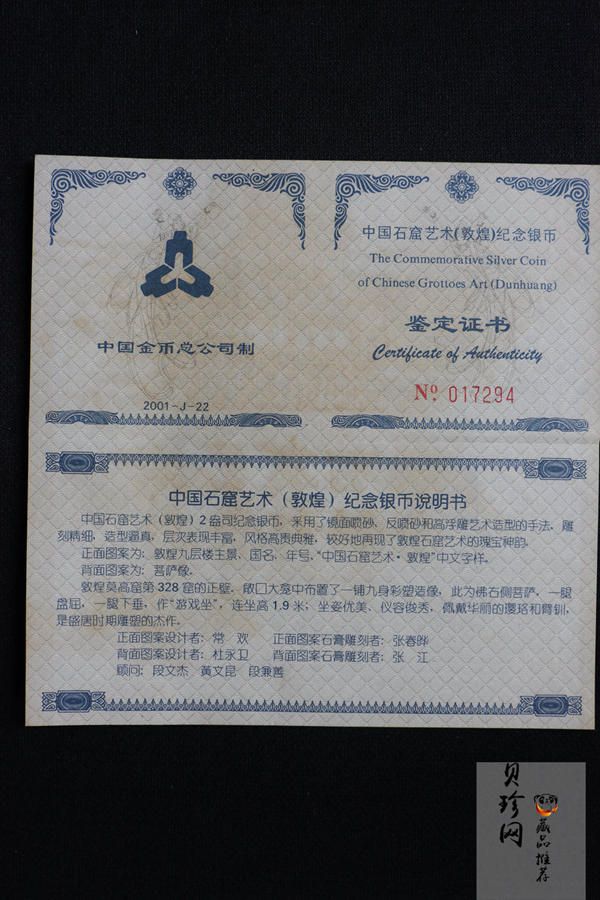 中国金币总公司制
2001-J-22
中国石窟艺术(敦煌)纪念银币
The Commemorative Silver Coin
of Chinese Grottoes Art (Dunhuang)
鉴定证书
Certificate of Authenticity
№ 017294
中国石窟艺术（敦煌）纪念银币说明书
中国石窟艺术（敦煌）2盎司纪念银币，采用了镜面喷砂、反喷砂和高浮雕艺术造型的手法，雕
刻精细，造型逼真，层次表现丰富，风格高贵典雅，较好地再现了敦煌石窟艺术的瑰宝神韵。
正面图案为：敦煌九层楼主景、国名、年号、“中国石窟艺术·敦煌”中文字样。
背面图案为：菩萨像。
敦煌莫高窟第328窟的正壁，敞口大龛中布置了一铺九身彩塑造像，此为佛右侧菩萨，一腿
盘屈，一腿下垂，作“游戏坐”，连坐高1.9米；坐姿优美、仪容俊秀，佩戴华丽的璎珞和臂钏，
是盛唐时期雕塑的杰作。
正面图案设计者：常 欢 正面图案石膏雕刻者：张春晔
背面图案设计者：杜永卫 背面图案石膏雕刻者：张 江
顾问：段文杰 黄文昆 段兼善
贝珍网
藏品推荐